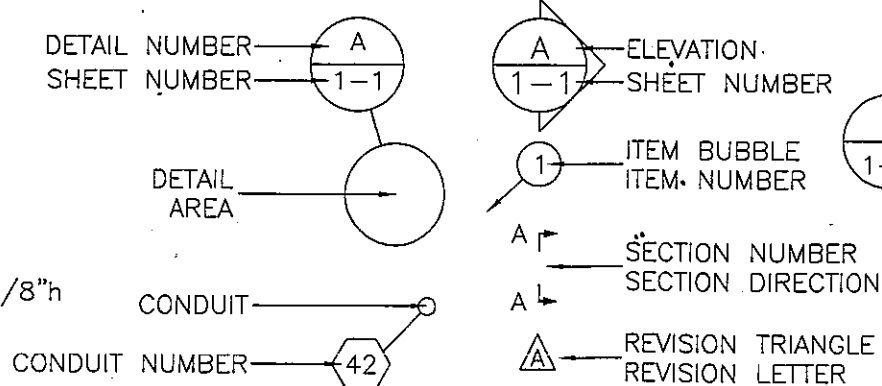 DETAIL NUMBER A
SHEET NUMBER 1-1
DETAIL
AREA
/8"h
CONDUIT
CONDUIT NUMBER 42
A ELEVATION
1-1 SHEET NUMBER
1 ITEM BUBBLE
ITEM NUMBER
1-
A
SECTION NUMBER
SECTION DIRECTION
A
A REVISION TRIANGLE
REVISION LETTER